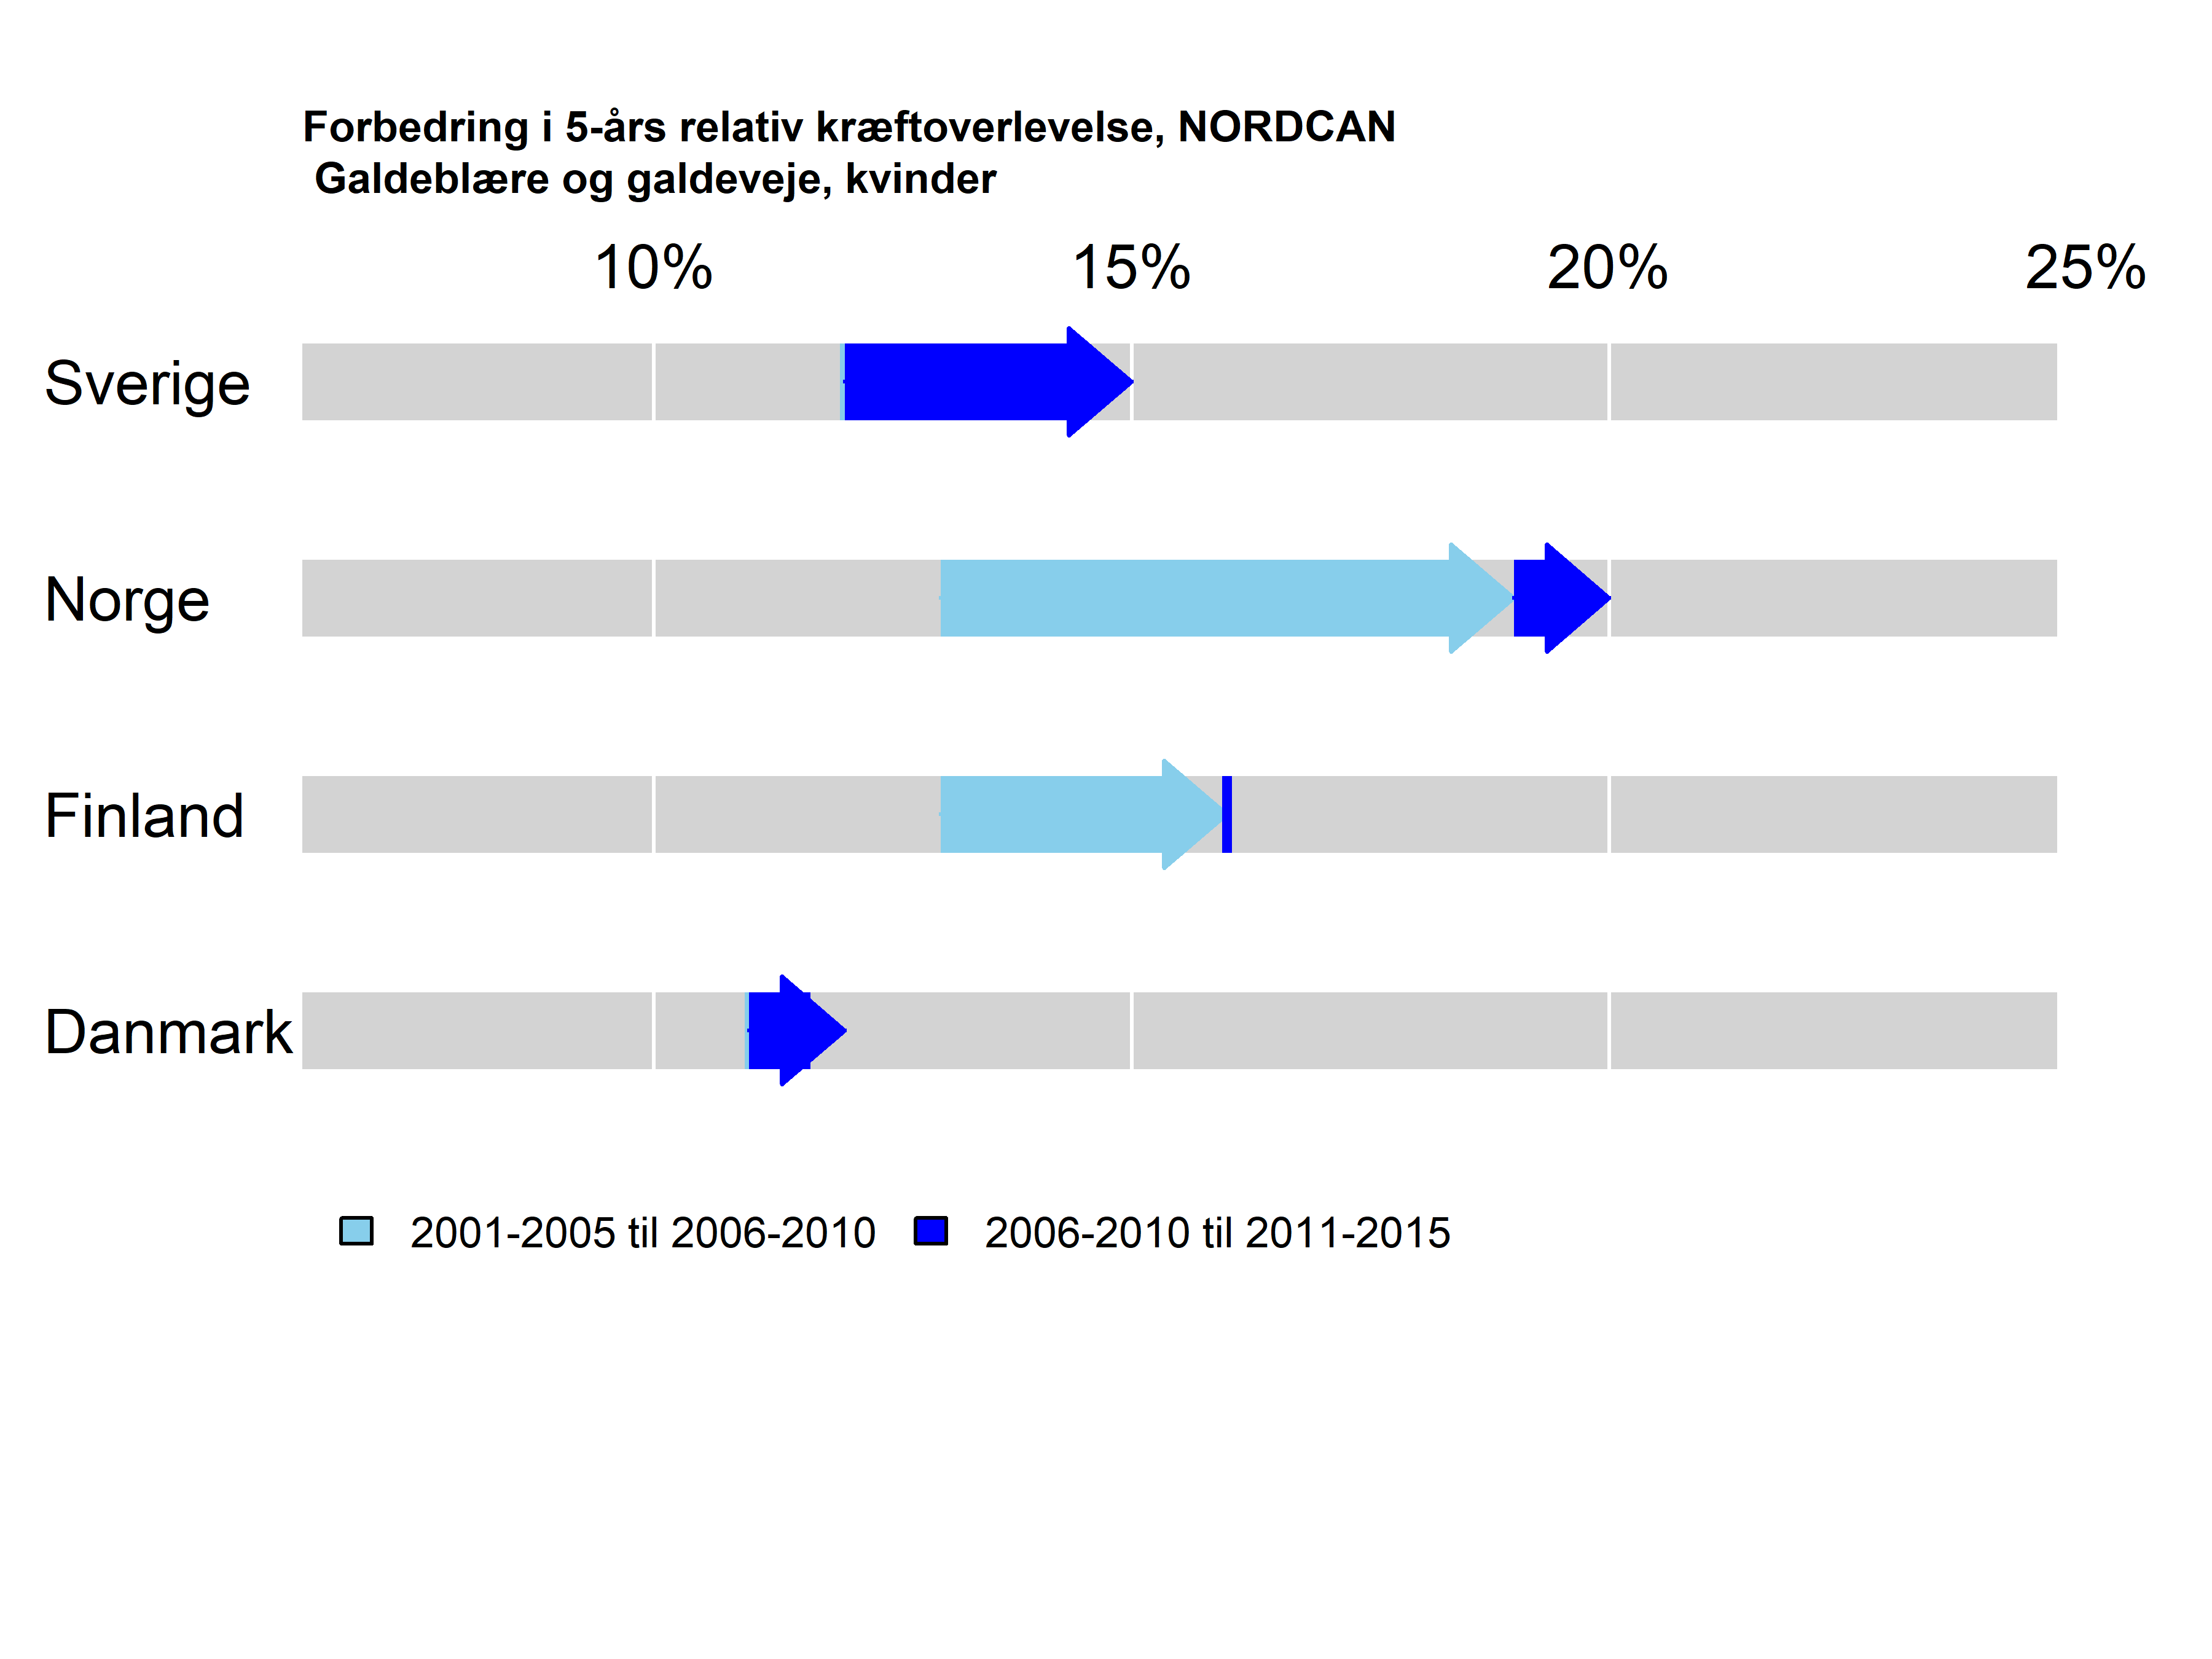 Forbedring i 5-års relativ kræftoverlevelse, NORDCAN
Galdeblære og galdeveje, kvinder
10% 15% 20% 25%
Sverige
Norge
Finland
Danmark
2001-2005 til 2006-2010 2006-2010 til 2011-2015